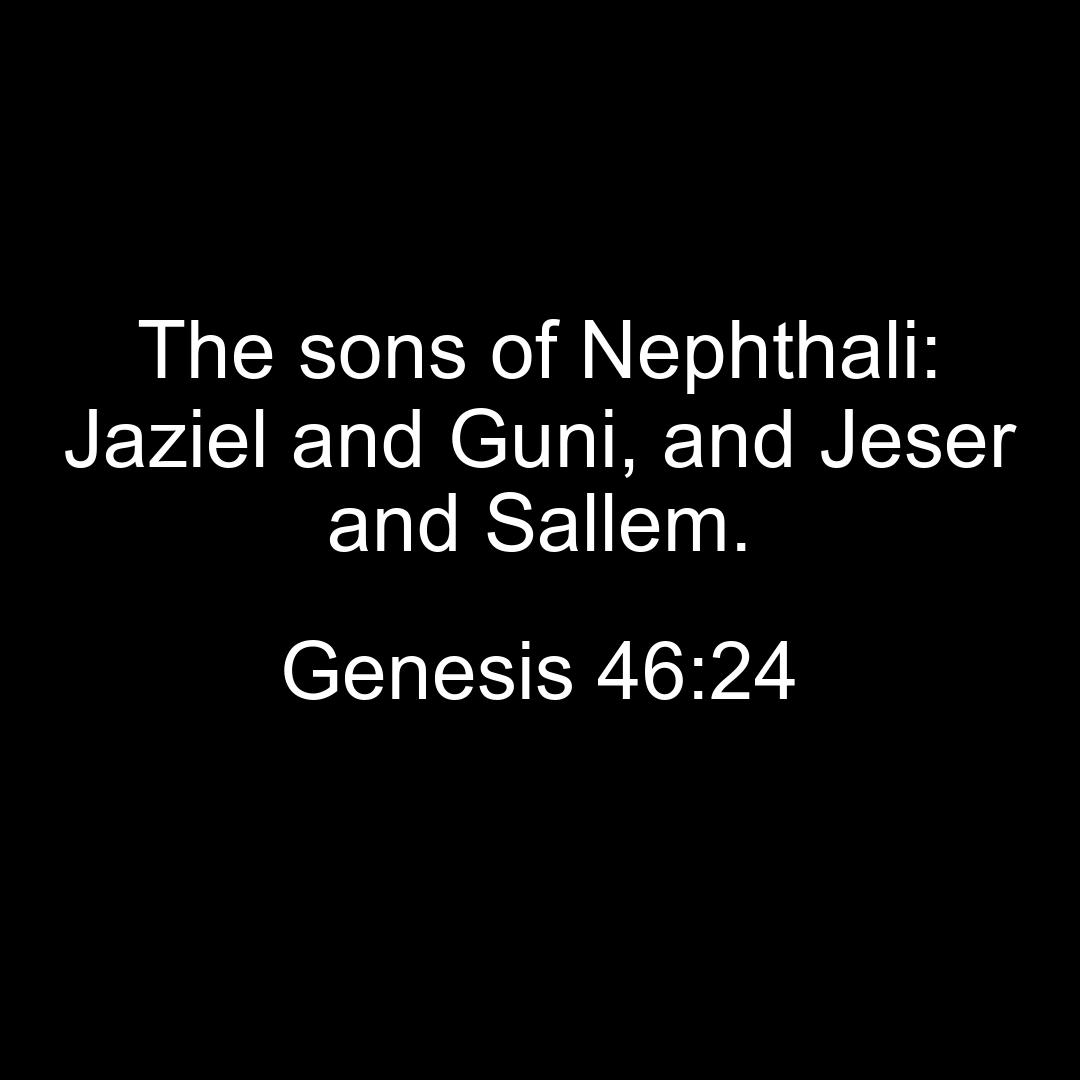 The sons of Nephthali:
Jaziel and Guni, and Jeser
and Sallem.
Genesis 46:24